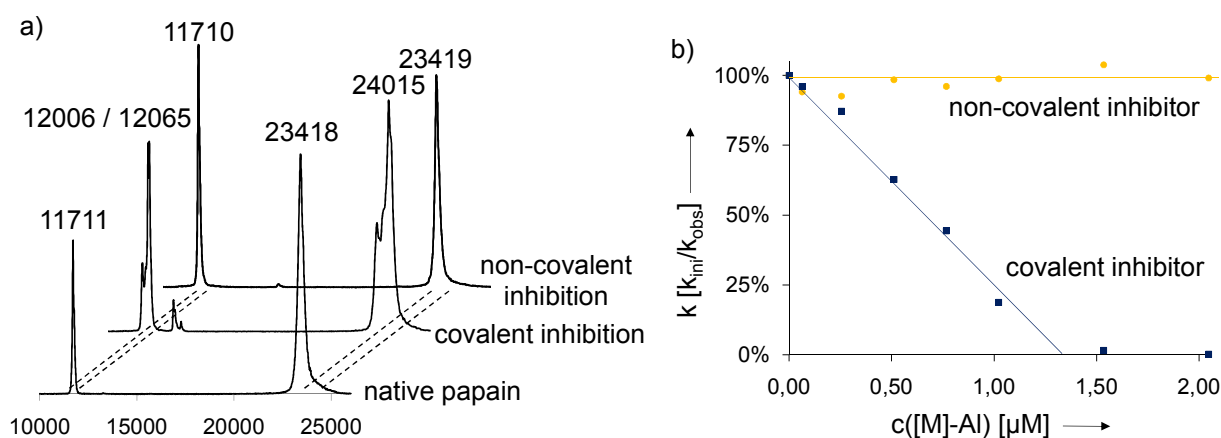 a)
11710
23419
24015
12006 / 12065
23418
11711
non-covalent
inhibition
covalent inhibition
native papain
10000
15000
20000
25000
b)
100%
75%
50%
25%
0%
k [k_ini/k_obs]
non-covalent inhibitor
covalent inhibitor
0,00
0,50
1,00
1,50
2,00
c([M]-AI) [µM]